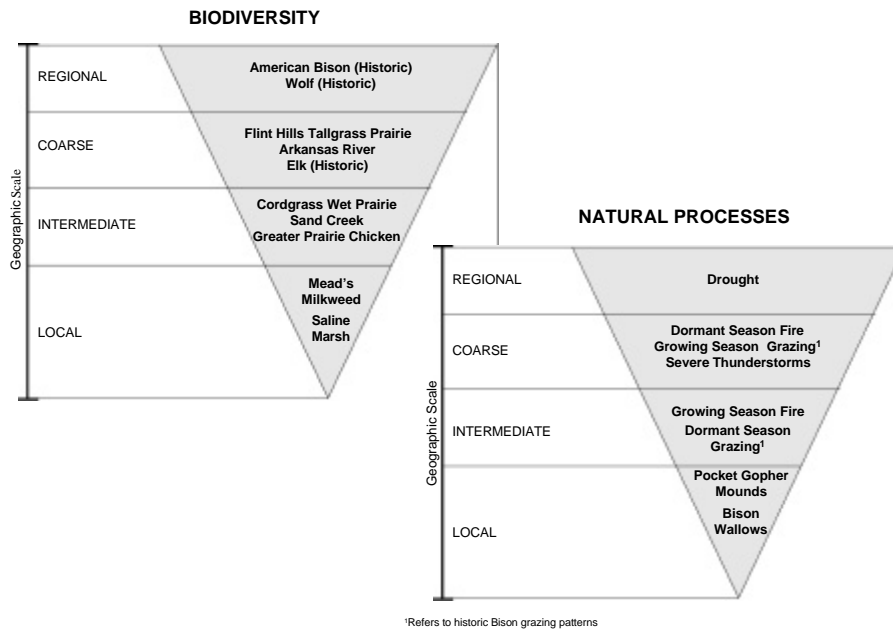 BIODIVERSITY
Geographic Scale
REGIONAL
American Bison (Historic)
Wolf (Historic)
COARSE
Flint Hills Tallgrass Prairie
Arkansas River
Elk (Historic)
INTERMEDIATE
Cordgrass Wet Prairie
Sand Creek
Greater Prairie Chicken
LOCAL
Mead's
Milkweed
Saline
Marsh
NATURAL PROCESSES
Geographic Scale
REGIONAL
Drought
COARSE
Dormant Season Fire
Growing Season Grazing¹
Severe Thunderstorms
INTERMEDIATE
Growing Season Fire
Dormant Season
Grazing¹
LOCAL
Pocket Gopher
Mounds
Bison
Wallows
¹Refers to historic Bison grazing patterns